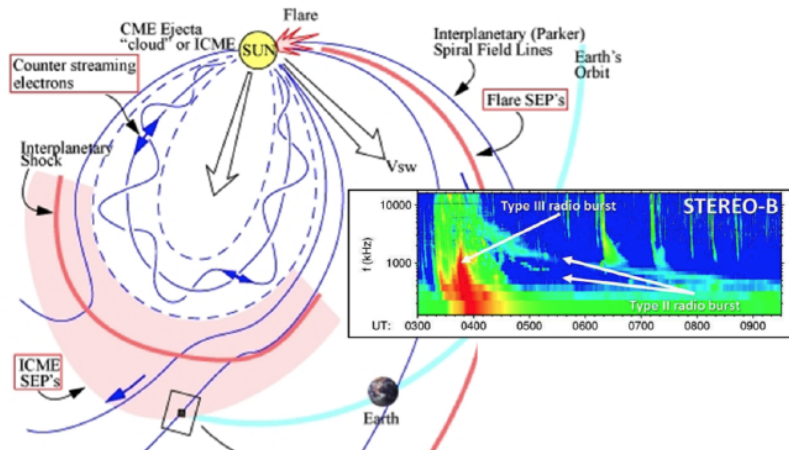 CME Ejecta
"cloud" or ICME
Flare
SUN
Interplanetary (Parker)
Spiral Field Lines
Earth's
Orbit
Counter streaming
electrons
Flare SEP's
Interplanetary
Shock
Vsw
Type III radio burst
STEREO-B
10000
f (kHz)
1000
Type II radio burst
UT:
0300
0400
0500
0600
0700
0800
0900
ICME
SEP's
Earth